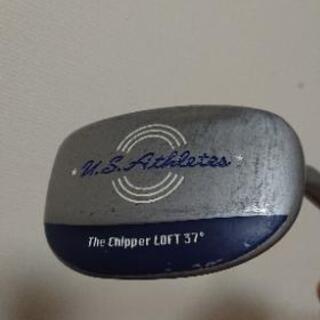 U.S. Athletes
The Chipper LOFT 37°